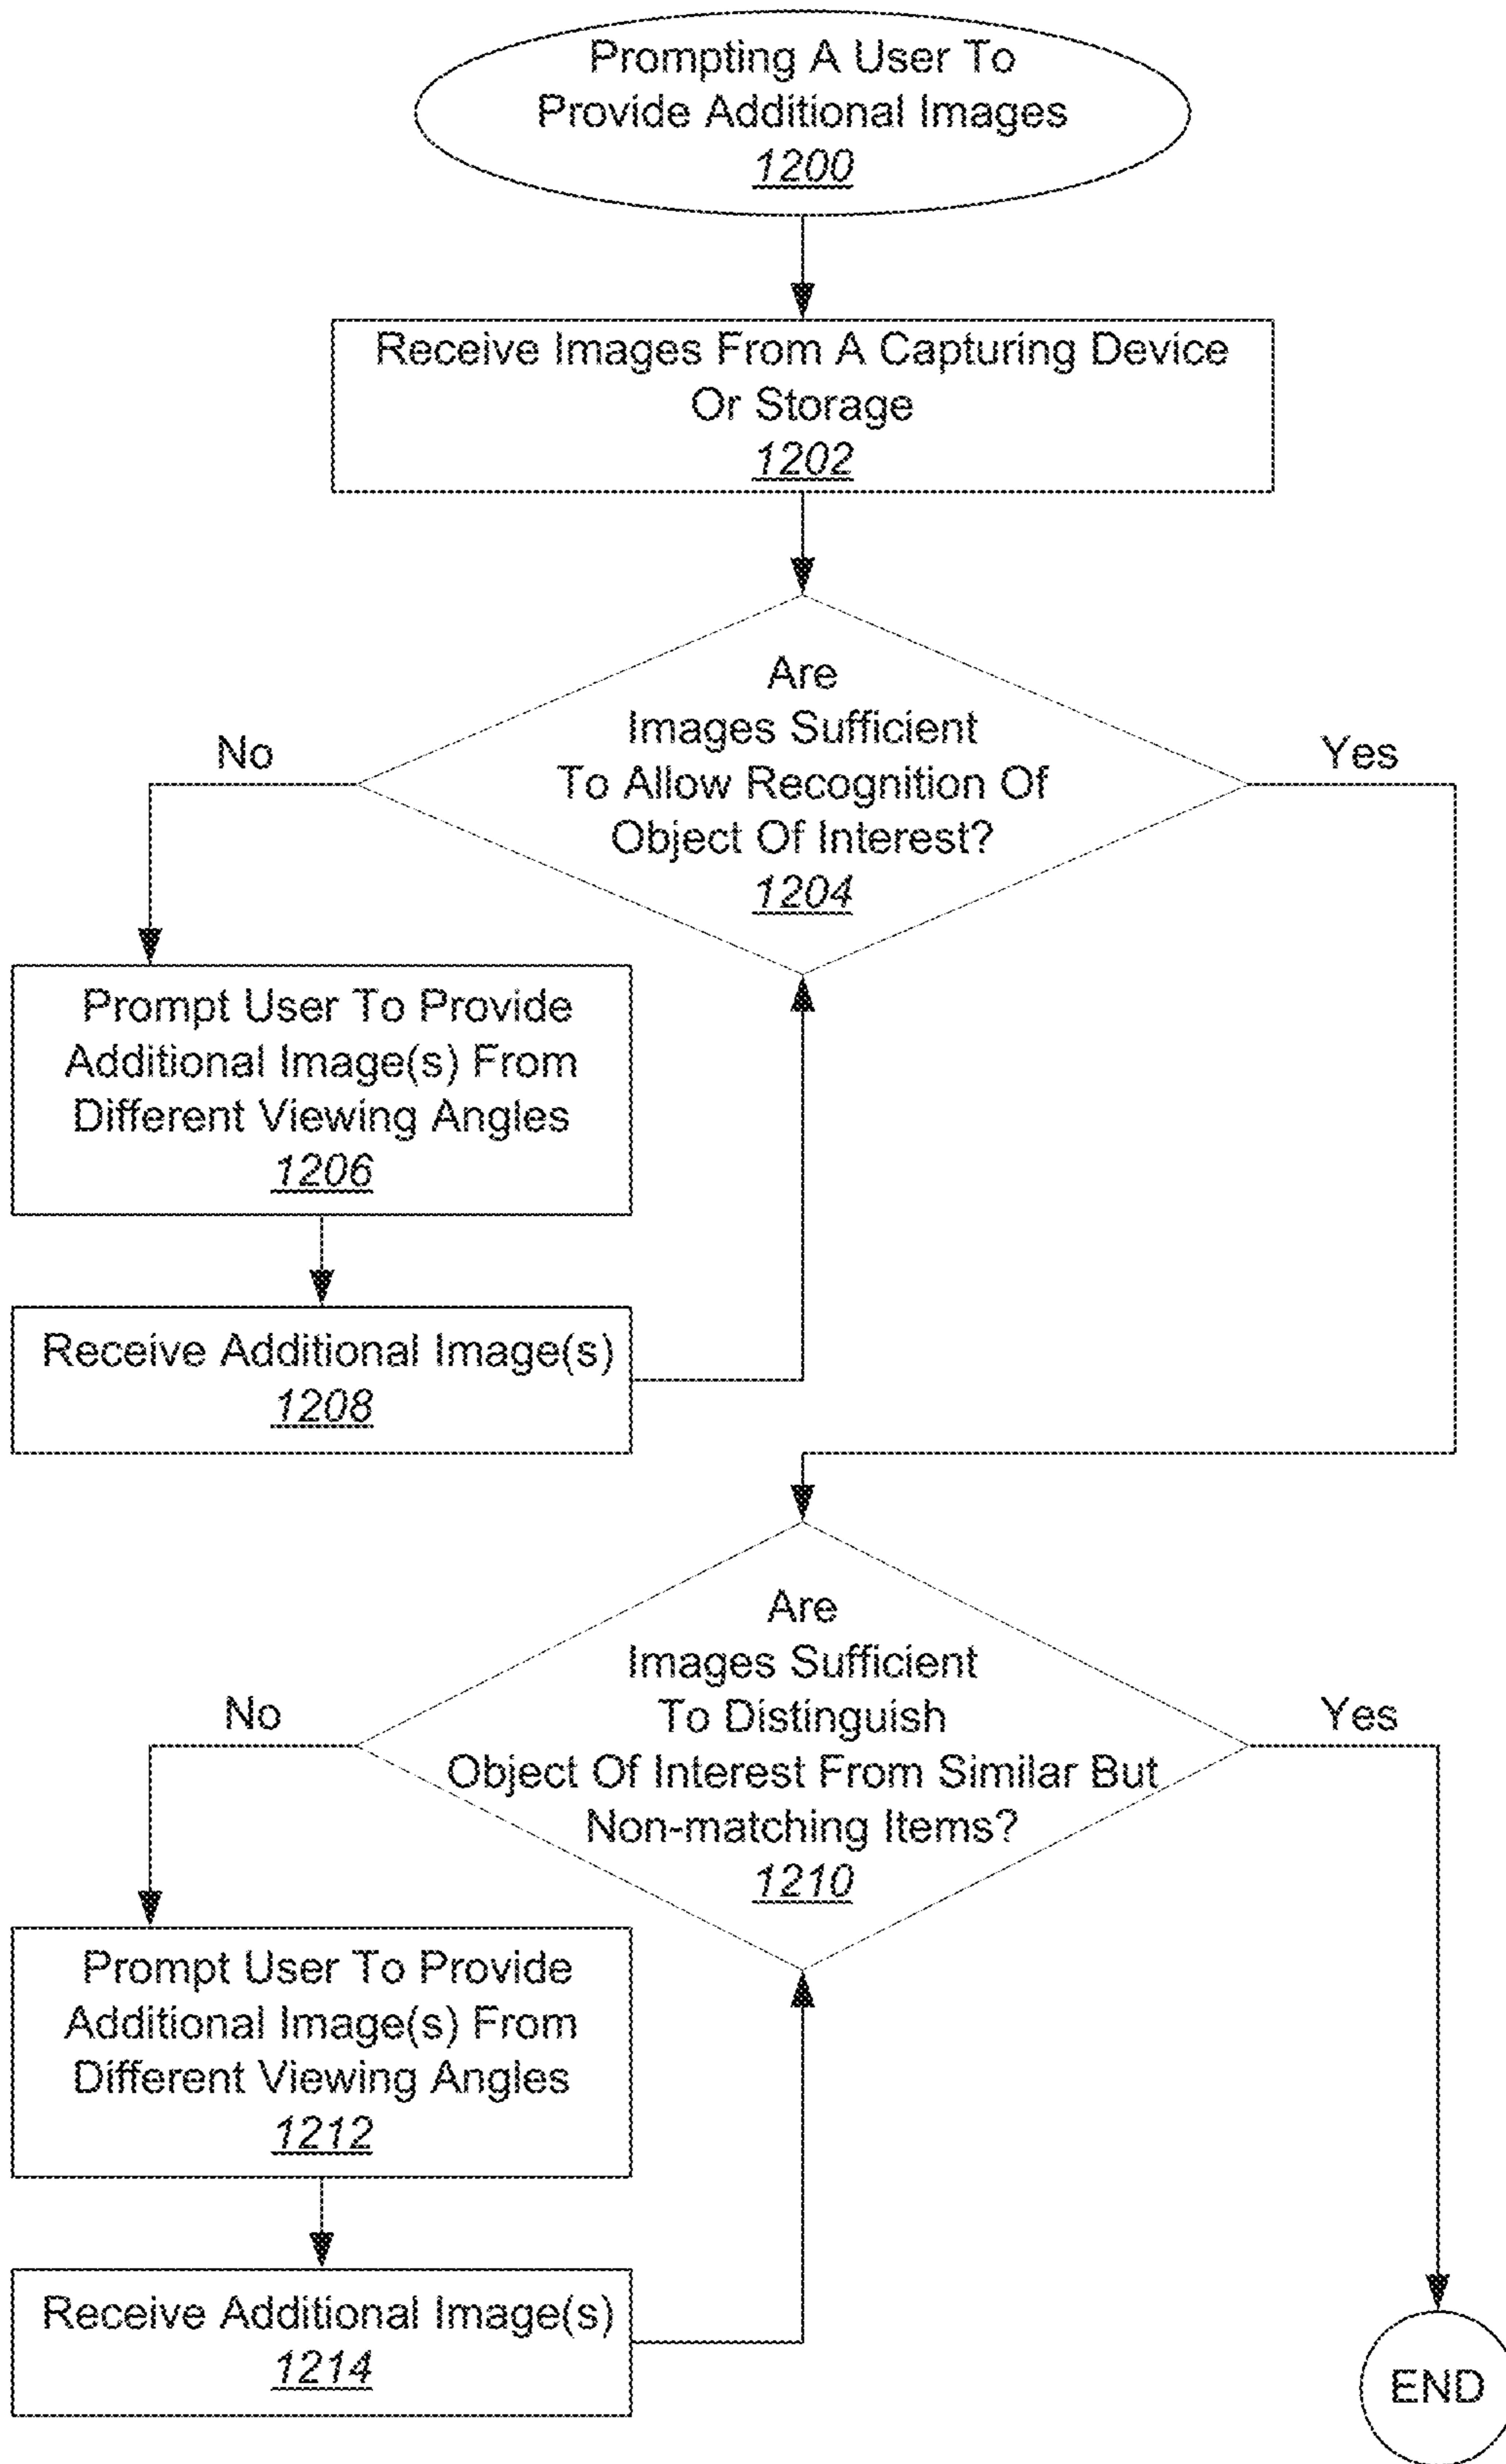 Prompting A User To
Provide Additional Images
1200
Receive Images From A Capturing Device
Or Storage
1202
Are
Images Sufficient
To Allow Recognition Of
Object Of Interest?
1204
No
Yes
Prompt User To Provide
Additional Image(s) From
Different Viewing Angles
1206
Receive Additional Image(s)
1208
Are
Images Sufficient
To Distinguish
Object Of Interest From Similar But
Non-matching Items?
1210
No
Yes
Prompt User To Provide
Additional Image(s) From
Different Viewing Angles
1212
Receive Additional Image(s)
1214
END